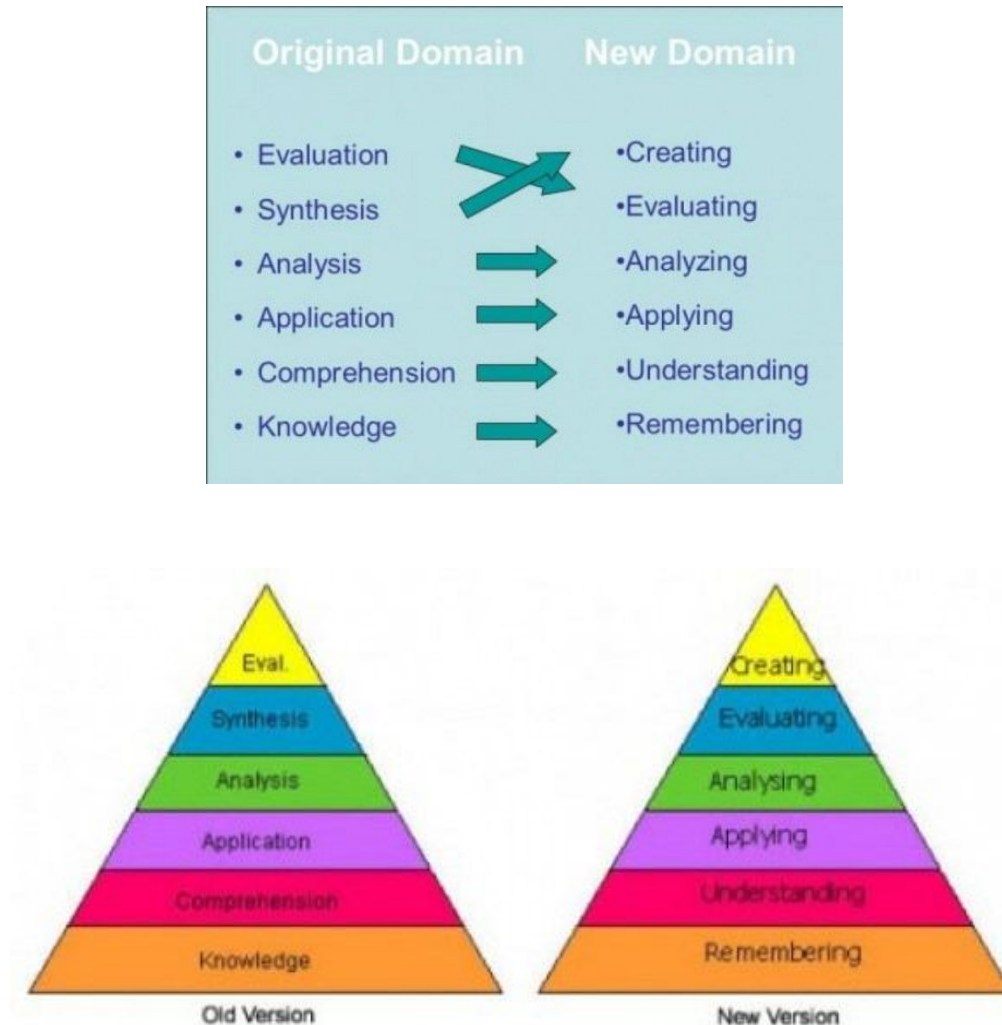 Original Domain New Domain
• Evaluation •Creating
• Synthesis •Evaluating
• Analysis •Analyzing
• Application •Applying
• Comprehension •Understanding
• Knowledge •Remembering
Eval.
Synthesis
Analysis
Application
Comprehension
Knowledge
Old Version
Creating
Evaluating
Analysing
Applying
Understanding
Remembering
New Version